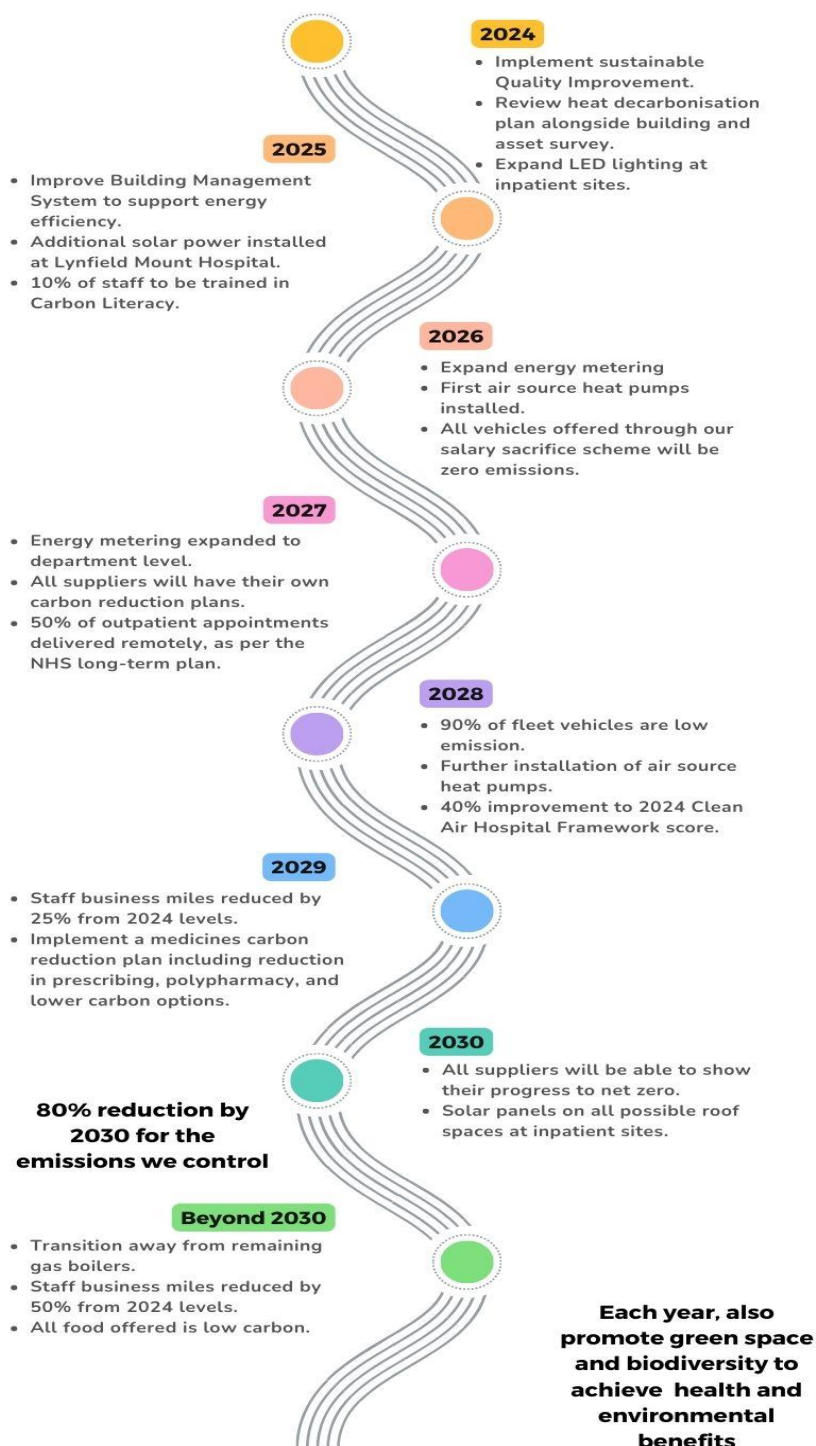 2024
• Implement sustainable
Quality Improvement.
• Review heat decarbonisation
plan alongside building and
asset survey.
• Expand LED lighting at
inpatient sites.
2025
• Improve Building Management
System to support energy
efficiency.
• Additional solar power installed
at Lynfield Mount Hospital.
• 10% of staff to be trained in
Carbon Literacy.
2026
• Expand energy metering
• First air source heat pumps
installed.
• All vehicles offered through our
salary sacrifice scheme will be
zero emissions.
2027
• Energy metering expanded to
department level.
• All suppliers will have their own
carbon reduction plans.
• 50% of outpatient appointments
delivered remotely, as per the
NHS long-term plan.
2028
• 90% of fleet vehicles are low
emission.
• Further installation of air source
heat pumps.
• 40% improvement to 2024 Clean
Air Hospital Framework score.
2029
• Staff business miles reduced by
25% from 2024 levels.
• Implement a medicines carbon
reduction plan including reduction
in prescribing, polypharmacy, and
lower carbon options.
2030
• All suppliers will be able to show
their progress to net zero.
• Solar panels on all possible roof
spaces at inpatient sites.
80% reduction by
2030 for the
emissions we control
Beyond 2030
• Transition away from remaining
gas boilers.
• Staff business miles reduced by
50% from 2024 levels.
• All food offered is low carbon.
Each year, also
promote green space
and biodiversity to
achieve health and
environmental
benefits